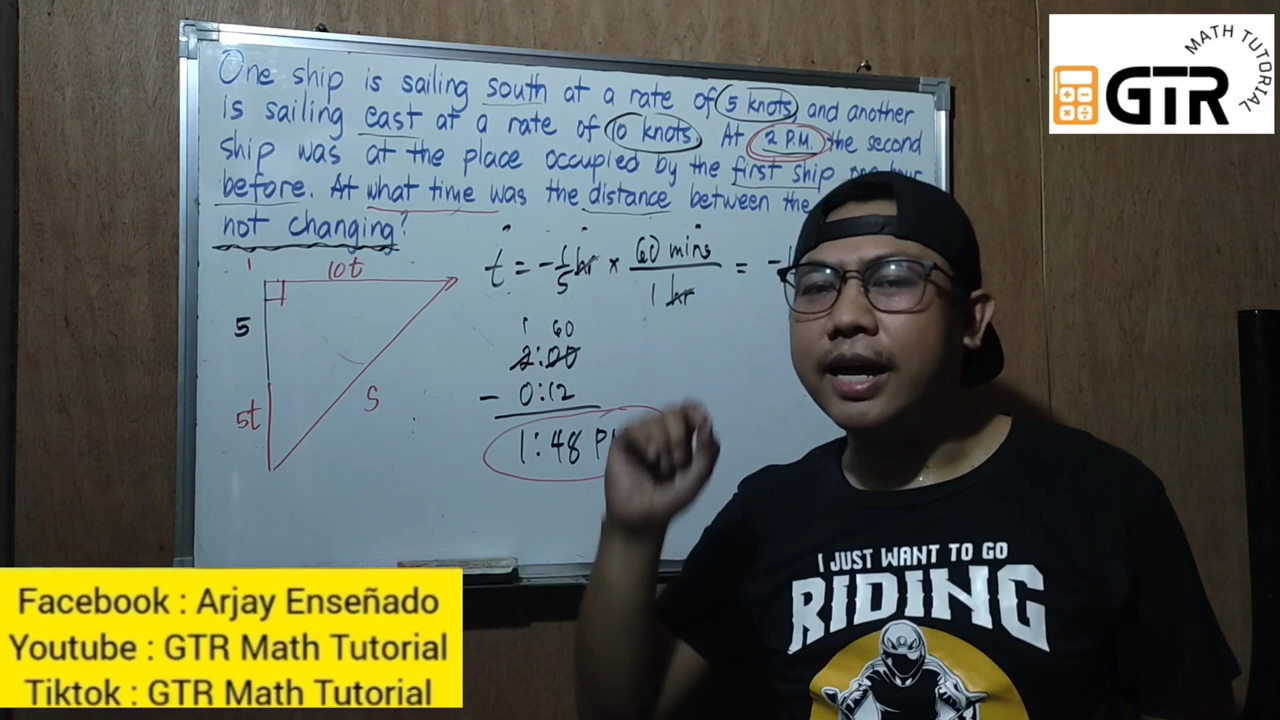 One ship is sailing south at a rate of 5 knots and another
is sailing east at a rate of 10 knots. At 2 P.M. the second
ship was at the place occupied by the first ship one hour
before. At what time was the distance between the
not changing?
10t
5
5t
S
t = -1/5 hr × 60 mins / 1 hr = -1
1 60
2:00
- 0:12
1:48 P
MATH TUTORIAL
GTR
I JUST WANT TO GO
RIDING
Facebook : Arjay Enseñado
Youtube : GTR Math Tutorial
Tiktok : GTR Math Tutorial